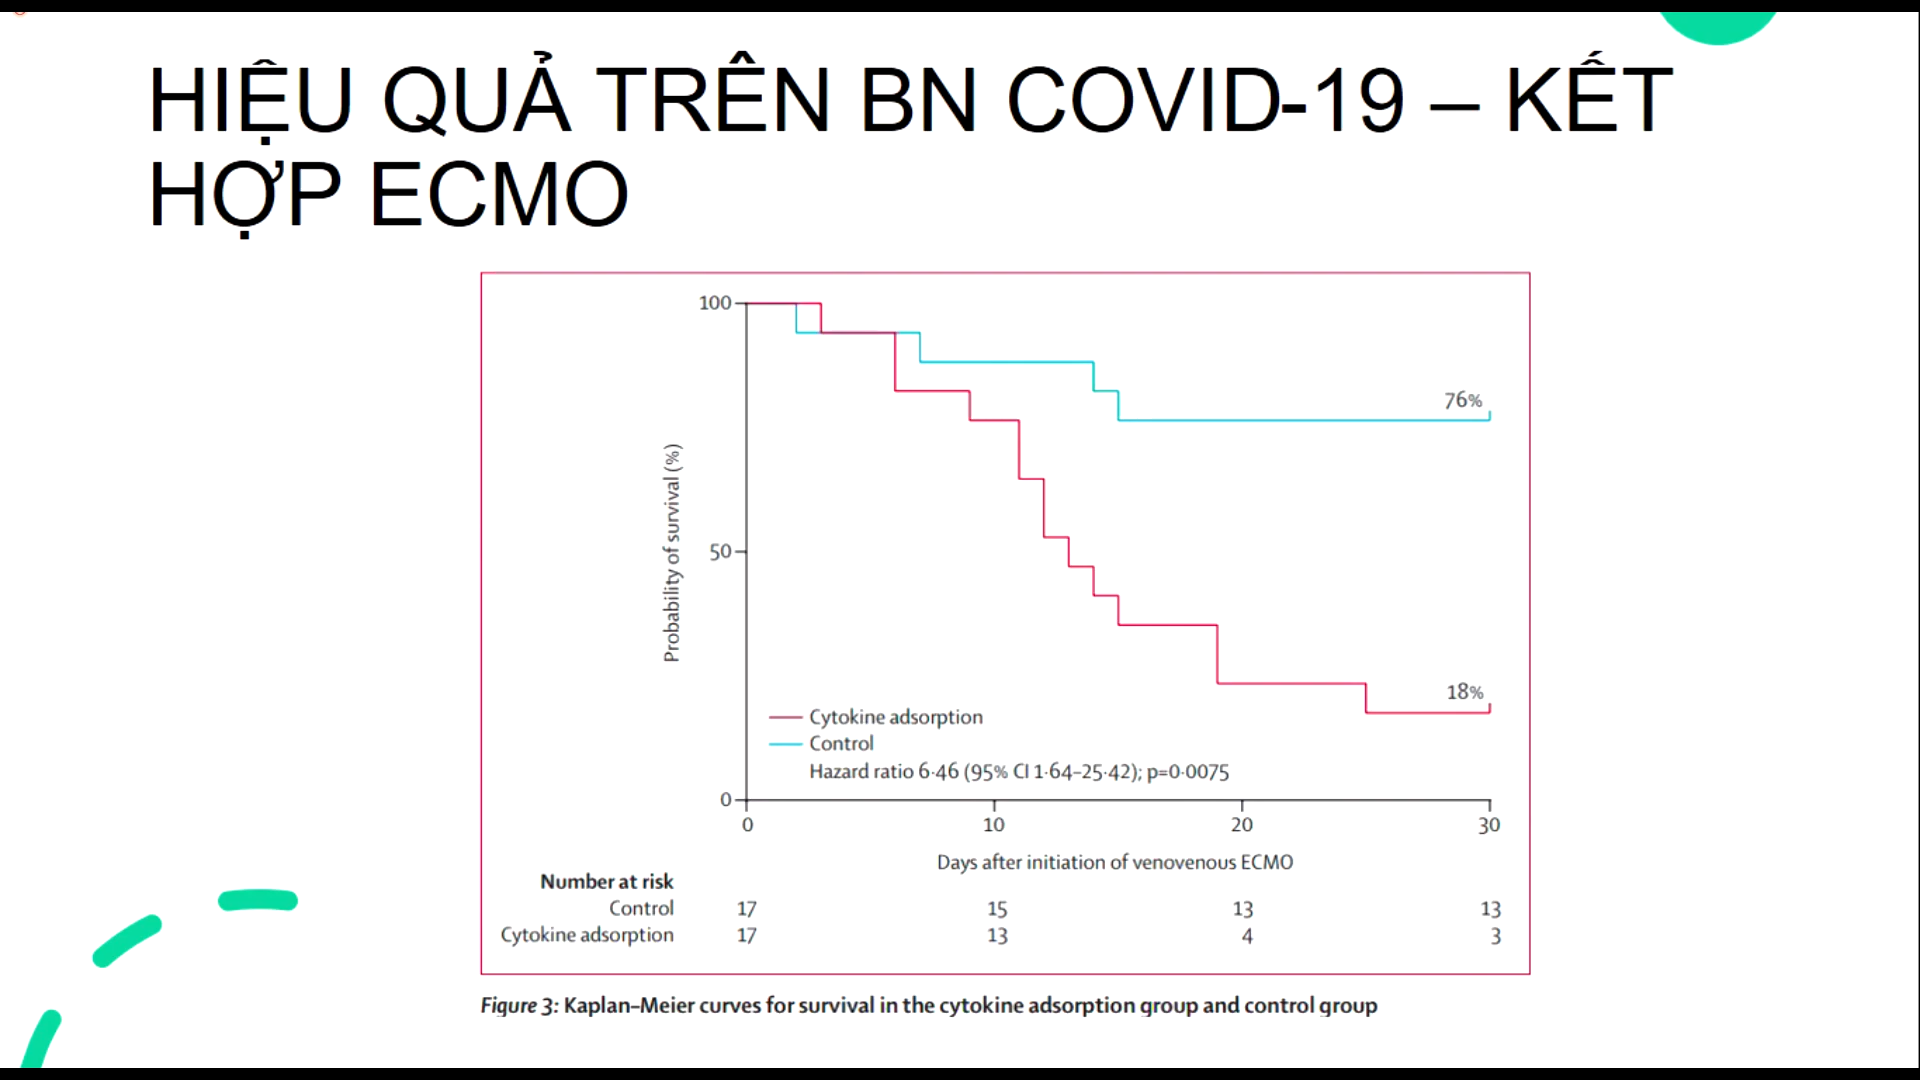 HIỆU QUẢ TRÊN BN COVID-19 – KẾT
HỢP ECMO
100
76%
Probability of survival (%)
50
18%
Cytokine adsorption
Control
Hazard ratio 6·46 (95% CI 1·64–25·42); p=0·0075
0
0 10 20 30
Days after initiation of venovenous ECMO
Number at risk
Control 17 15 13 13
Cytokine adsorption 17 13 4 3
Figure 3: Kaplan–Meier curves for survival in the cytokine adsorption group and control group